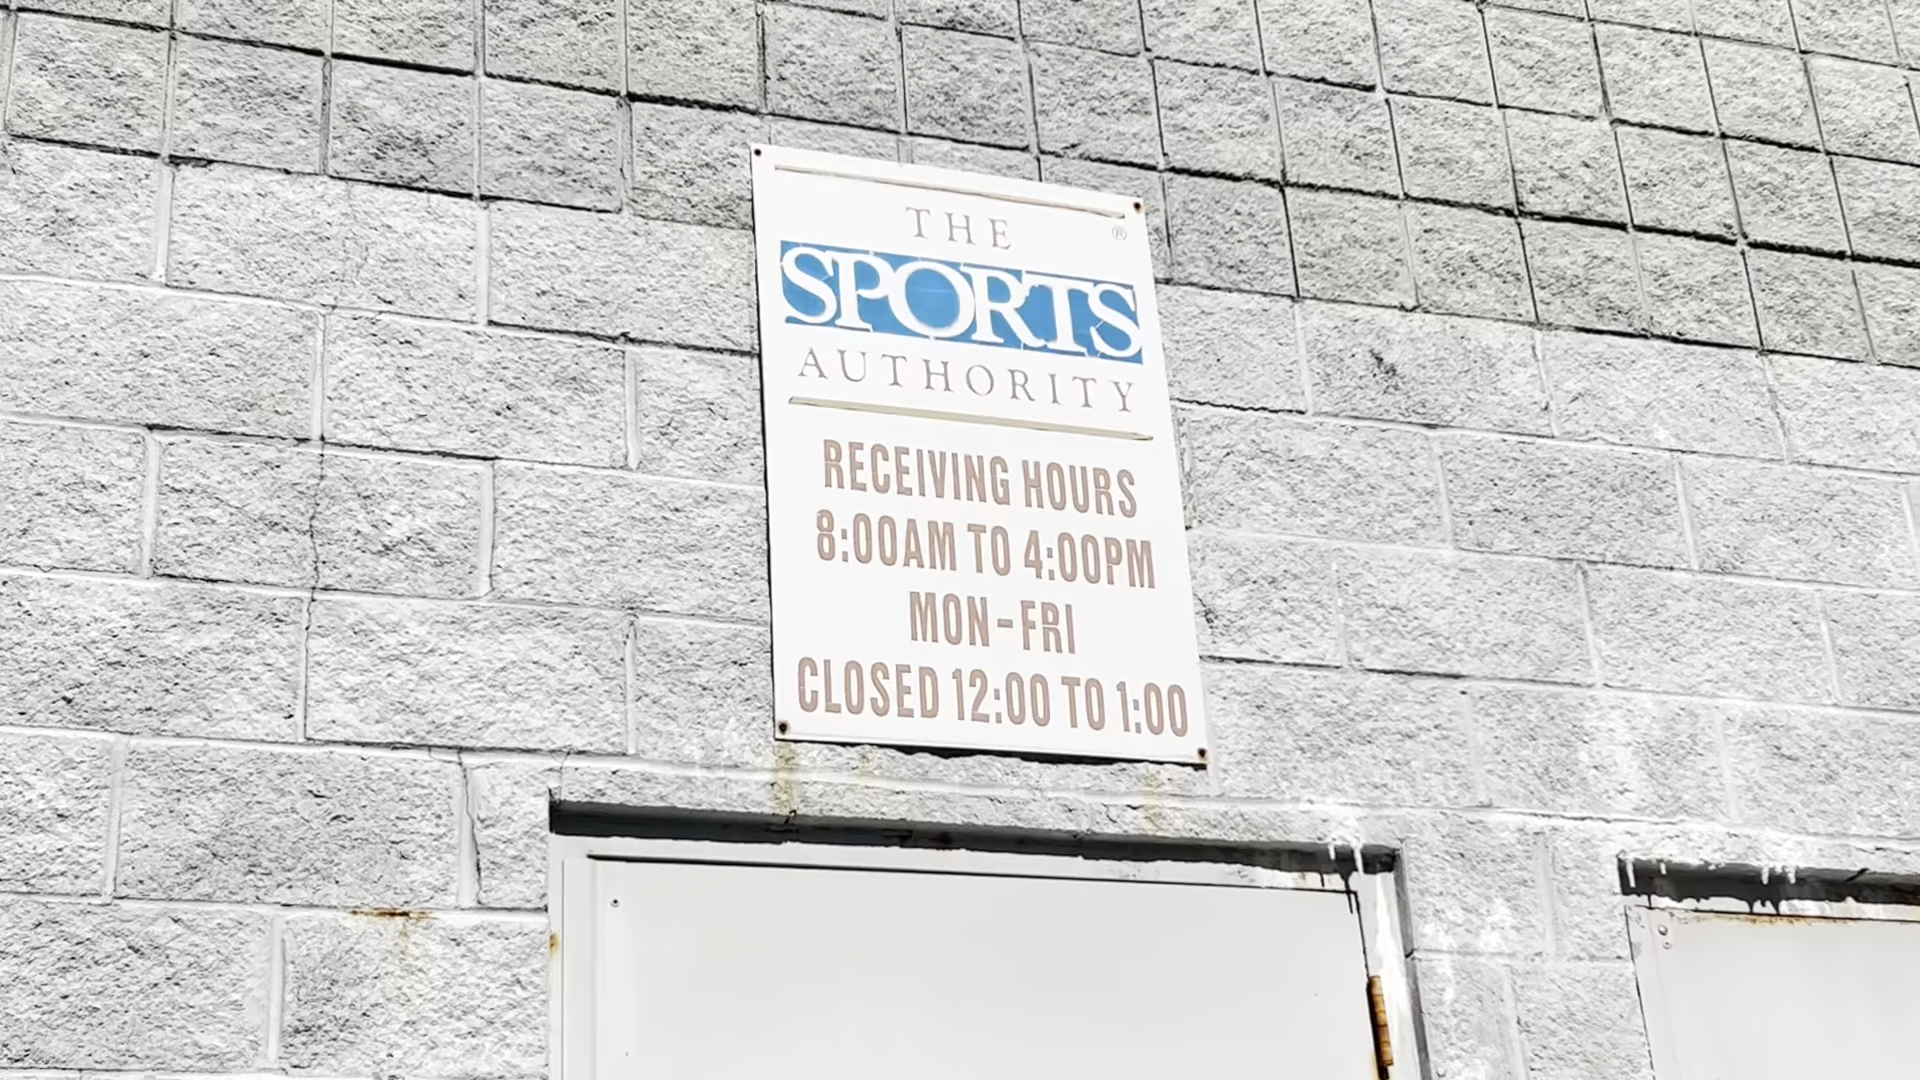 THE
®
SPORTS
AUTHORITY
RECEIVING HOURS
8:00AM TO 4:00PM
MON-FRI
CLOSED 12:00 TO 1:00